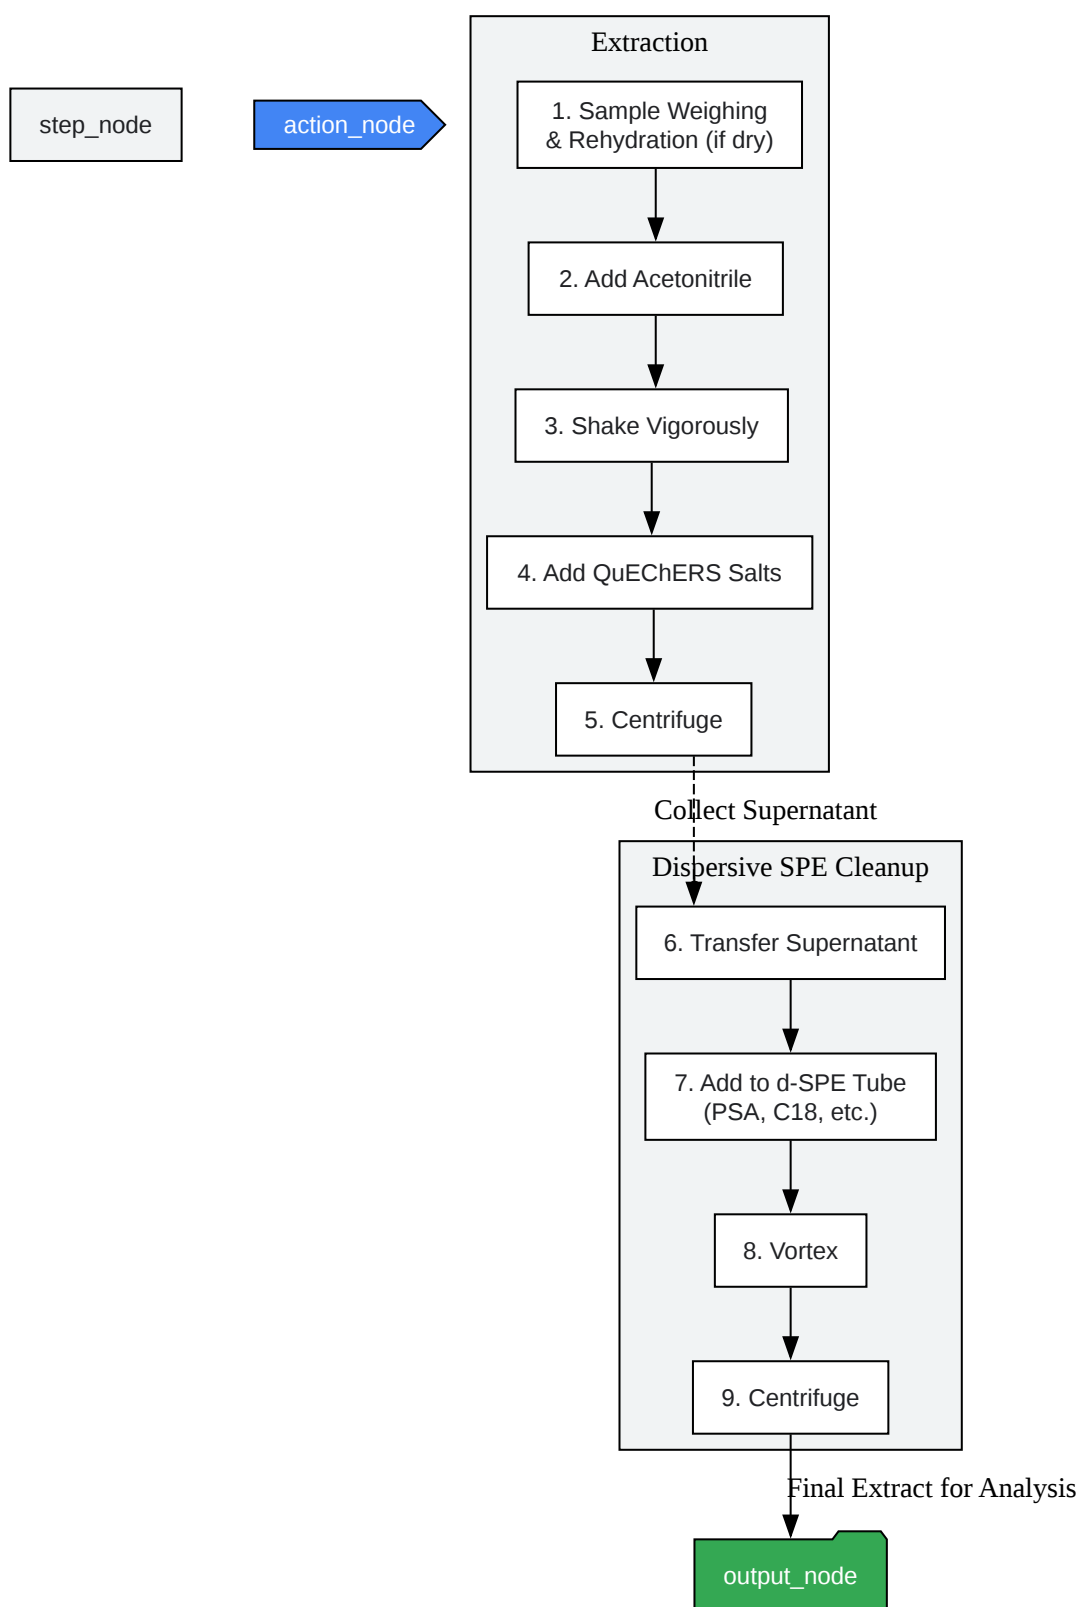 Extraction
step_node
action_node
1. Sample Weighing
& Rehydration (if dry)
2. Add Acetonitrile
3. Shake Vigorously
4. Add QuEChERS Salts
5. Centrifuge
Collect Supernatant
Dispersive SPE Cleanup
6. Transfer Supernatant
7. Add to d-SPE Tube
(PSA, C18, etc.)
8. Vortex
9. Centrifuge
Final Extract for Analysis
output_node